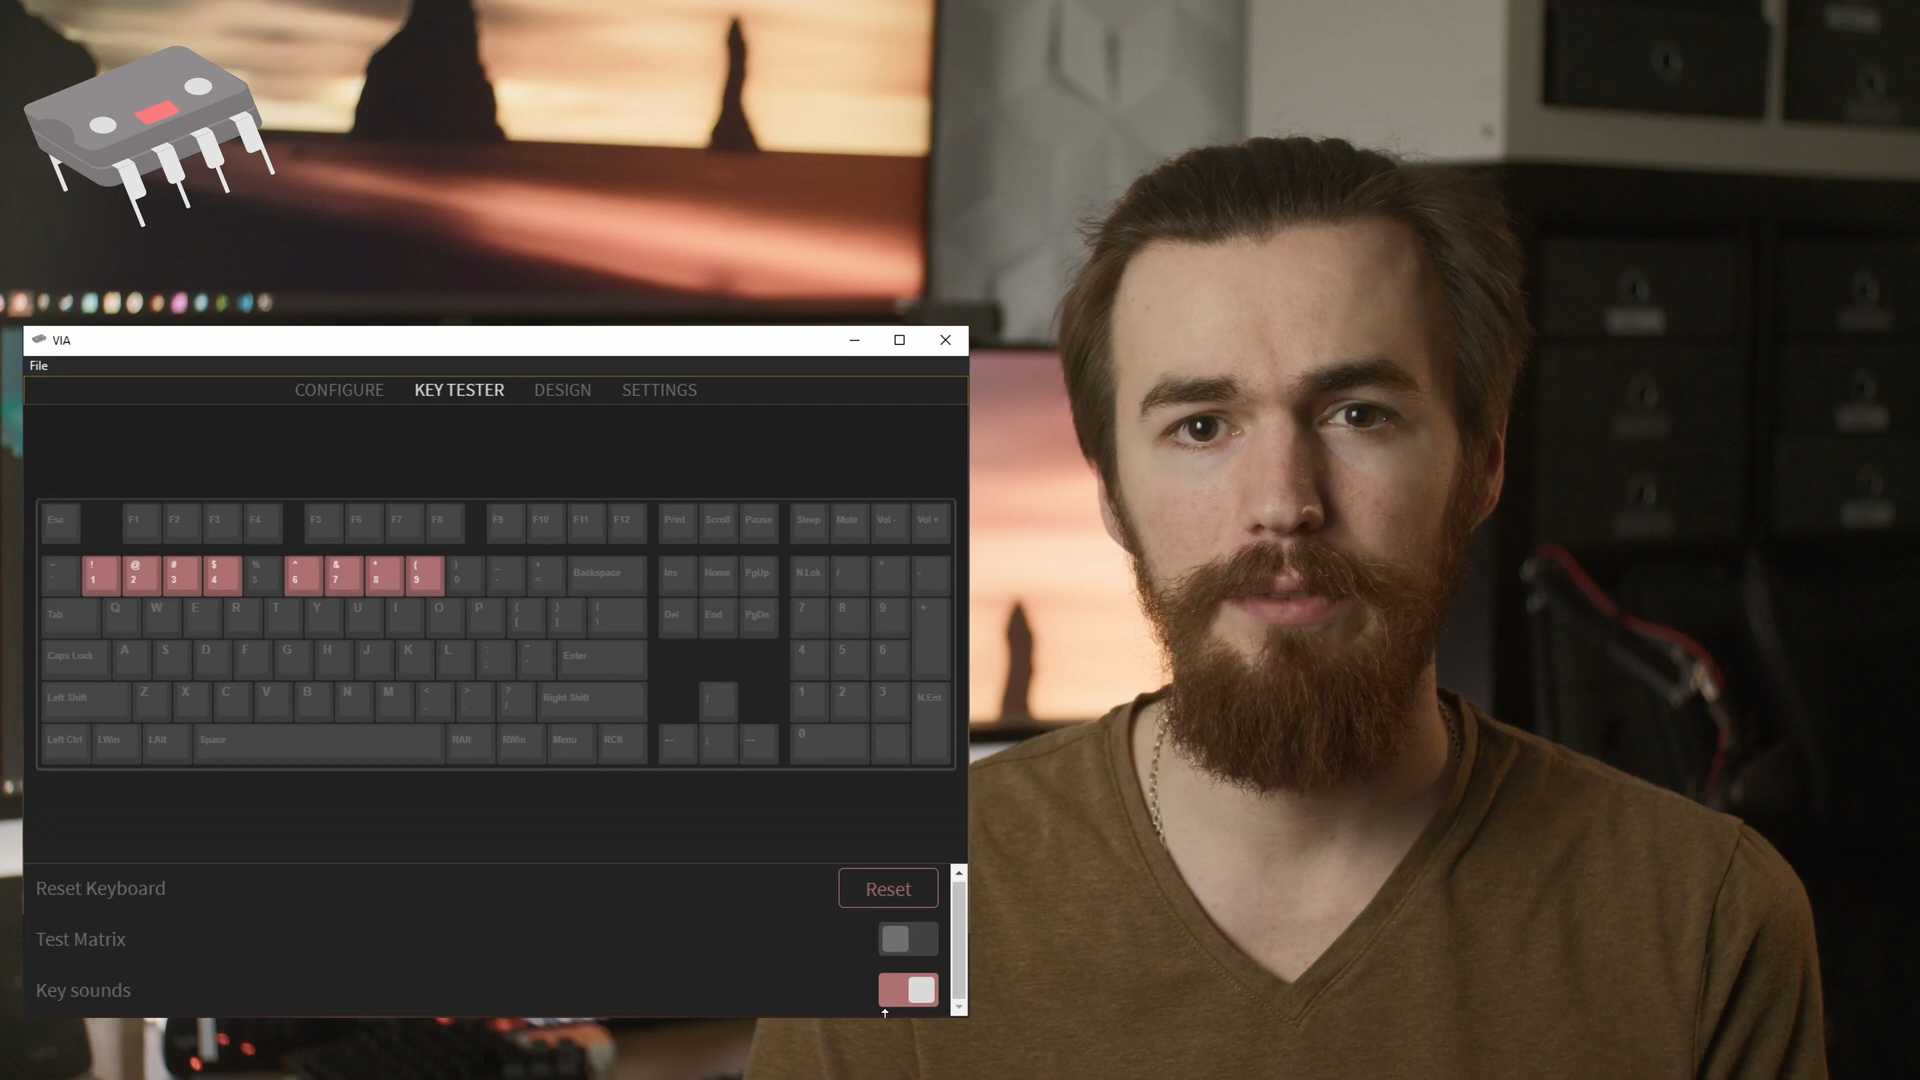 VIA
File
CONFIGURE KEY TESTER DESIGN SETTINGS
Esc F1 F2 F3 F4 F5 F6 F7 F8 F9 F10 F11 F12 Print Scroll Pause Sleep Mute Vol - Vol +
! @ # $ % ^ & * ( )
1 2 3 4 5 6 7 8 9 0 Backspace Ins Home PgUp N.Lck / * -
Tab Q W E R T Y U I O P { [ } ] | \ Del End PgDn 7 8 9 +
Caps Lock A S D F G H J K L : ; Enter 4 5 6
Left Shift Z X C V B N M < > ? / Right Shift ↑ 1 2 3 N.Ent
Left Ctrl LWin LAlt Space RAlt RWin Menu RCtl ← ↓ → 0 .
Reset Keyboard Reset
Test Matrix
Key sounds